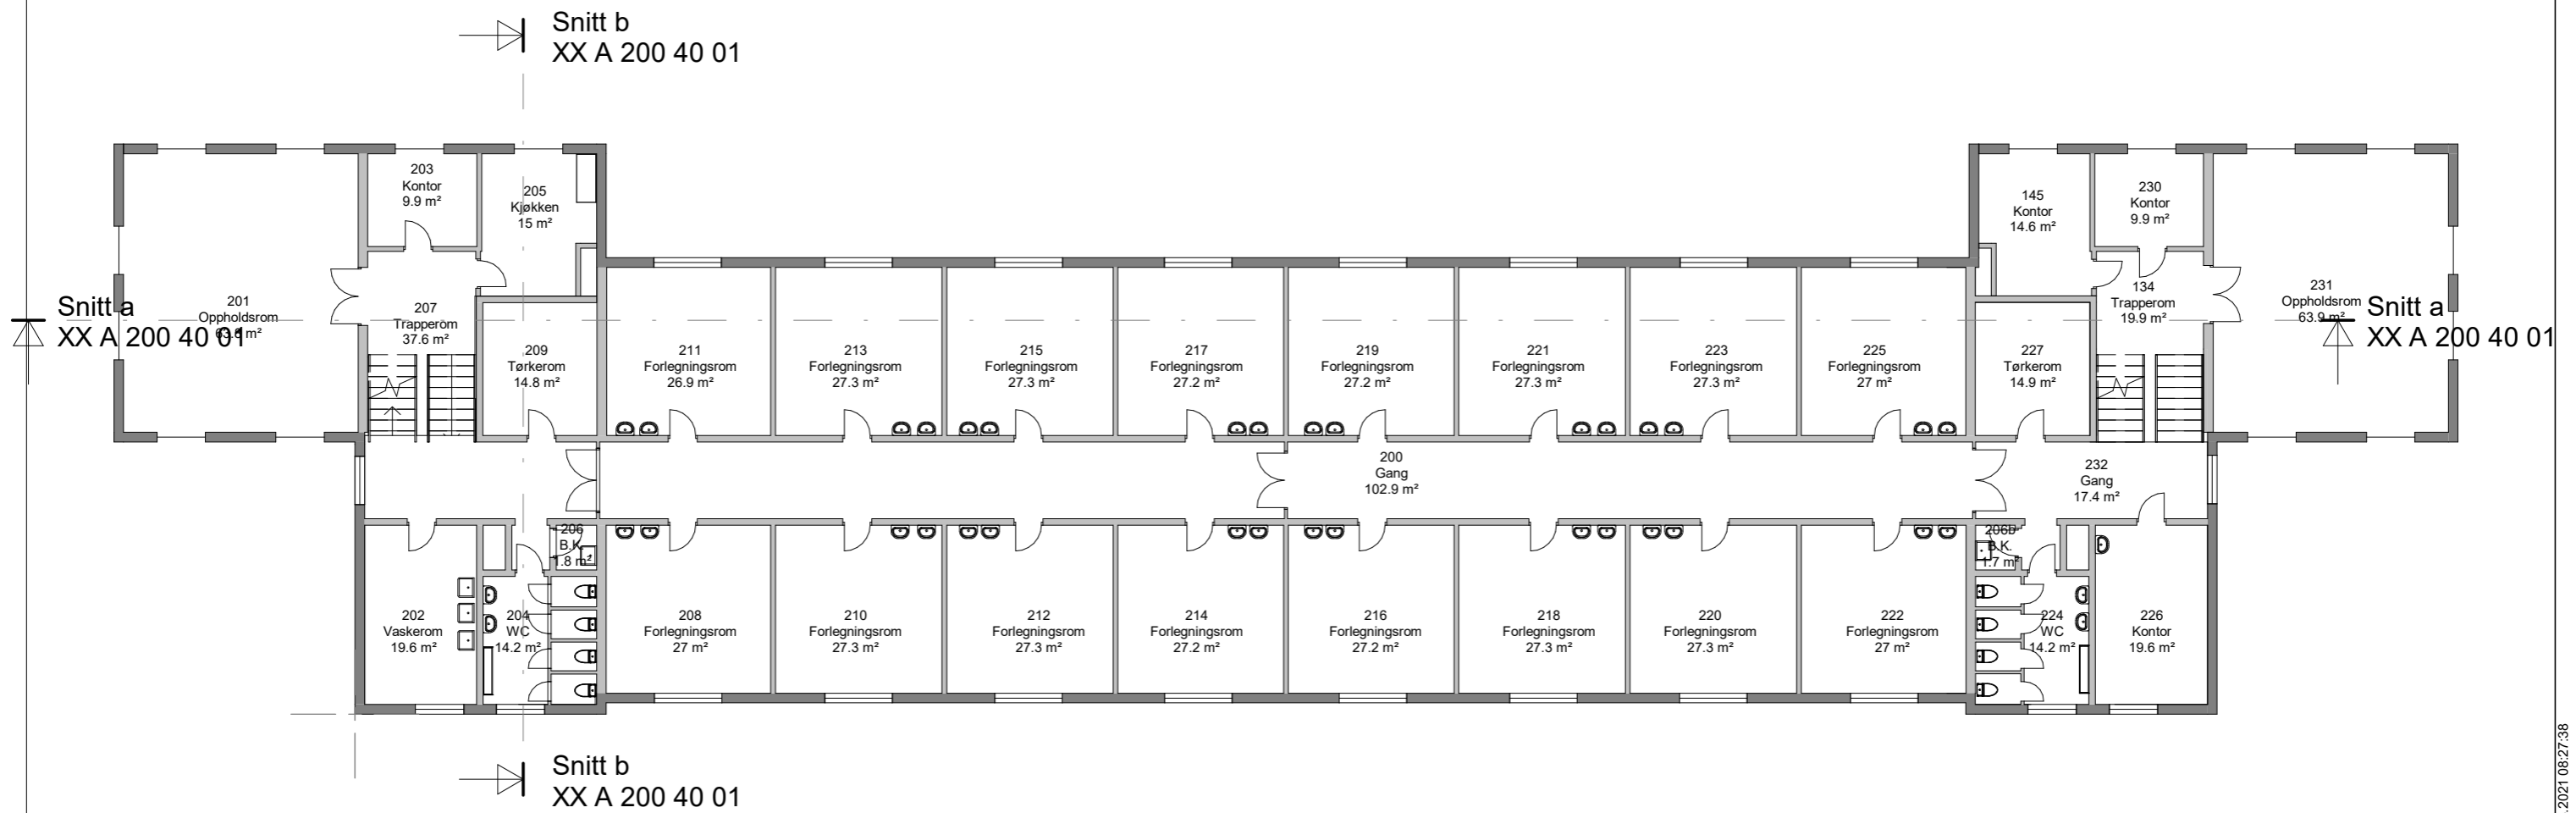 Snitt b
XX A 200 40 01
203
Kontor
9.9 m²
205
Kjøkken
15 m²
145
Kontor
14.6 m²
230
Kontor
9.9 m²
Snitt a
XX A 200 40 01
201
Oppholdsrom
207
Trapperom
37.6 m²
134
Trapperom
19.9 m²
231
Oppholdsrom
63.9 m²
Snitt a
XX A 200 40 01
209
Tørkerom
14.8 m²
211
Forlegningsrom
26.9 m²
213
Forlegningsrom
27.3 m²
215
Forlegningsrom
27.3 m²
217
Forlegningsrom
27.2 m²
219
Forlegningsrom
27.2 m²
221
Forlegningsrom
27.3 m²
223
Forlegningsrom
27.3 m²
225
Forlegningsrom
27 m²
227
Tørkerom
14.9 m²
200
Gang
102.9 m²
232
Gang
17.4 m²
206
B.K.
1.8 m²
206b
B.K.
1.7 m²
202
Vaskerom
19.6 m²
204
WC
14.2 m²
208
Forlegningsrom
27 m²
210
Forlegningsrom
27.3 m²
212
Forlegningsrom
27.3 m²
214
Forlegningsrom
27.2 m²
216
Forlegningsrom
27.2 m²
218
Forlegningsrom
27.3 m²
220
Forlegningsrom
27.3 m²
222
Forlegningsrom
27 m²
224
WC
14.2 m²
226
Kontor
19.6 m²
Snitt b
XX A 200 40 01
.2021 08:27:38